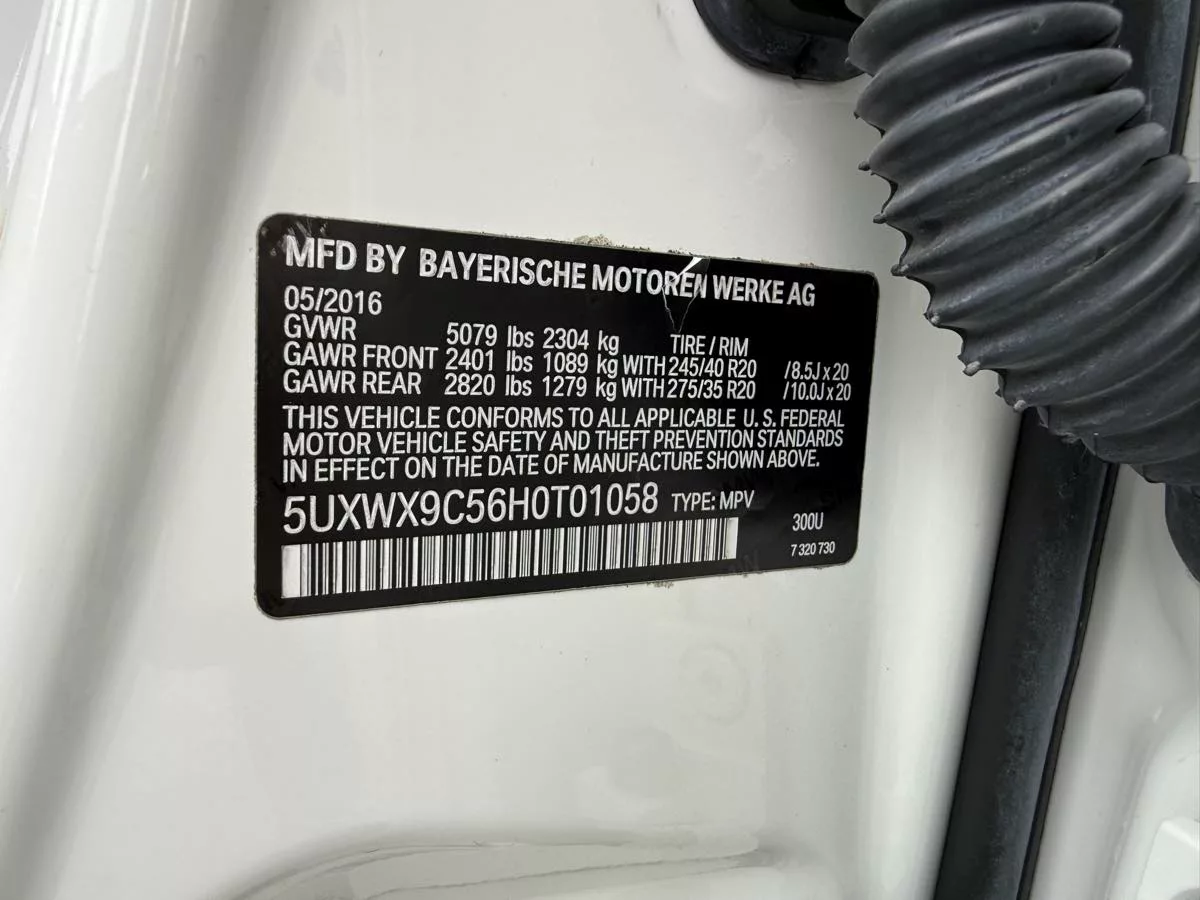 MFD BY BAYERISCHE MOTOREN WERKE AG
05/2016
GVWR 5079 lbs 2304 kg TIRE / RIM
GAWR FRONT 2401 lbs 1089 kg WITH 245/40 R20 /8.5J x 20
GAWR REAR 2820 lbs 1279 kg WITH 275/35 R20 /10.0J x 20
THIS VEHICLE CONFORMS TO ALL APPLICABLE U. S. FEDERAL
MOTOR VEHICLE SAFETY AND THEFT PREVENTION STANDARDS
IN EFFECT ON THE DATE OF MANUFACTURE SHOWN ABOVE.
5UXWX9C56H0T01058 TYPE: MPV
300U
7 320 730